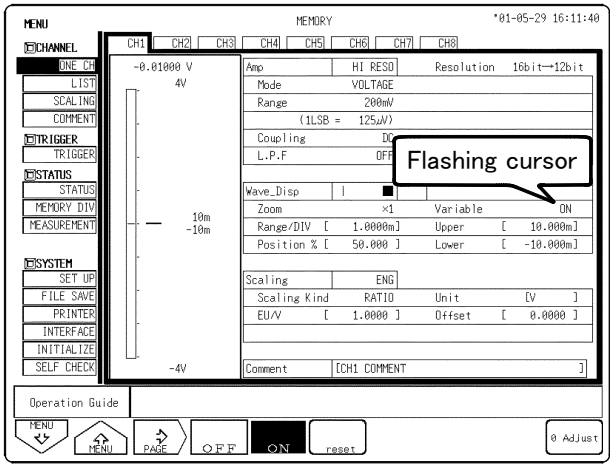 MENU MEMORY '01-05-29 16:11:40
CHANNEL CH1 CH2 CH3 CH4 CH5 CH6 CH7 CH8
ONE CH
LIST
SCALING
COMMENT
TRIGGER
TRIGGER
STATUS
STATUS
MEMORY DIV
MEASUREMENT
SYSTEM
SET UP
FILE SAVE
PRINTER
INTERFACE
INITIALIZE
SELF CHECK
-0.01000 V
4V
10m
-10m
-4V
Amp HI RESO Resolution 16bit→12bit
Mode VOLTAGE
Range 200mV
(1LSB = 125μV)
Coupling DC
L.P.F OFF
Flashing cursor
Wave_Disp
Zoom ×1 Variable ON
Range/DIV [ 1.0000m] Upper [ 10.000m]
Position % [ 50.000 ] Lower [ -10.000m]
Scaling ENG
Scaling Kind RATIO Unit [V ]
EU/V [ 1.0000 ] Offset [ 0.0000 ]
Comment [CH1 COMMENT ]
Operation Guide
MENU MENU PAGE OFF ON reset 0 Adjust